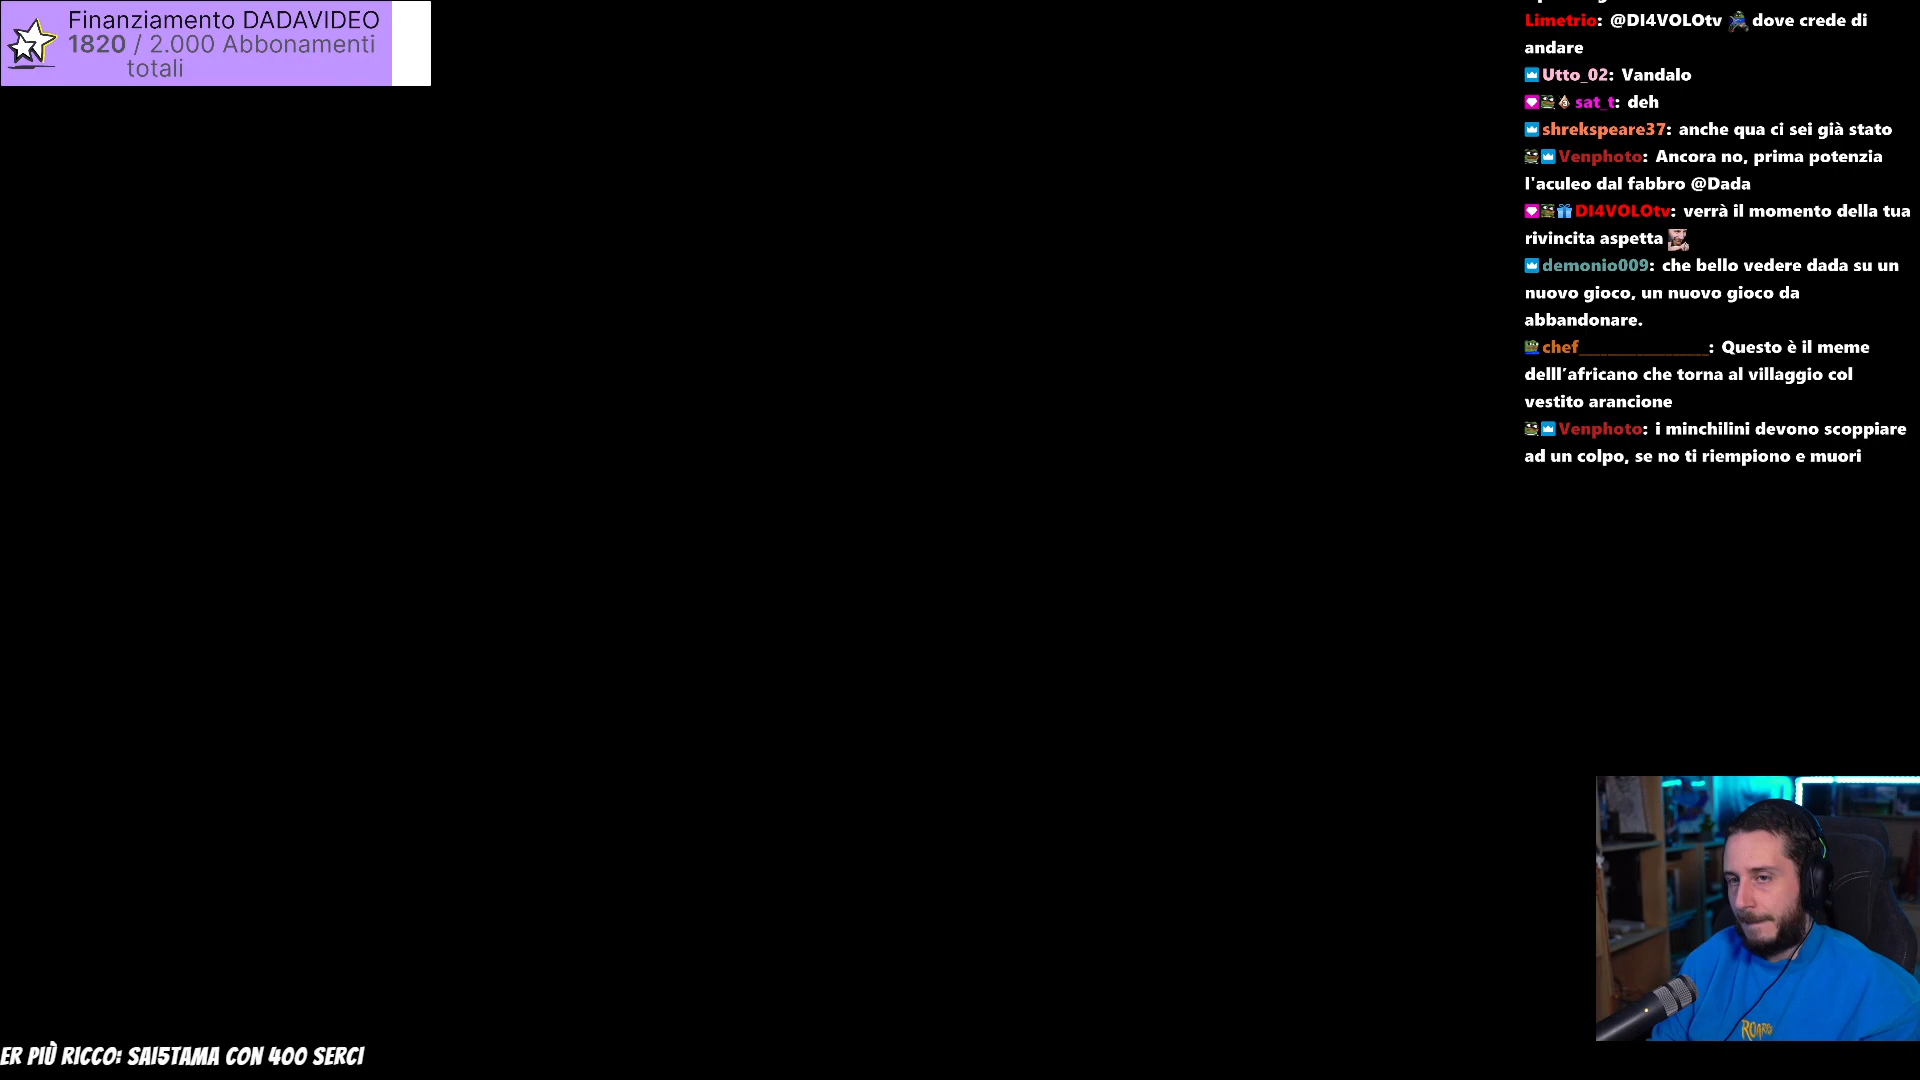 Finanziamento DADAVIDEO
1820 / 2.000 Abbonamenti
totali
Limetrio: @DI4VOLOtv dove crede di
andare
Utto_02: Vandalo
sat_t: deh
shrekspeare37: anche qua ci sei già stato
Venphoto: Ancora no, prima potenzia
l'aculeo dal fabbro @Dada
DI4VOLOtv: verrà il momento della tua
rivincita aspetta
demonio009: che bello vedere dada su un
nuovo gioco, un nuovo gioco da
abbandonare.
chef________________: Questo è il meme
delll'africano che torna al villaggio col
vestito arancione
Venphoto: i minchilini devono scoppiare
ad un colpo, se no ti riempiono e muori
ROARS
ER PIÙ RICCO: SAI5TAMA CON 400 SERCI